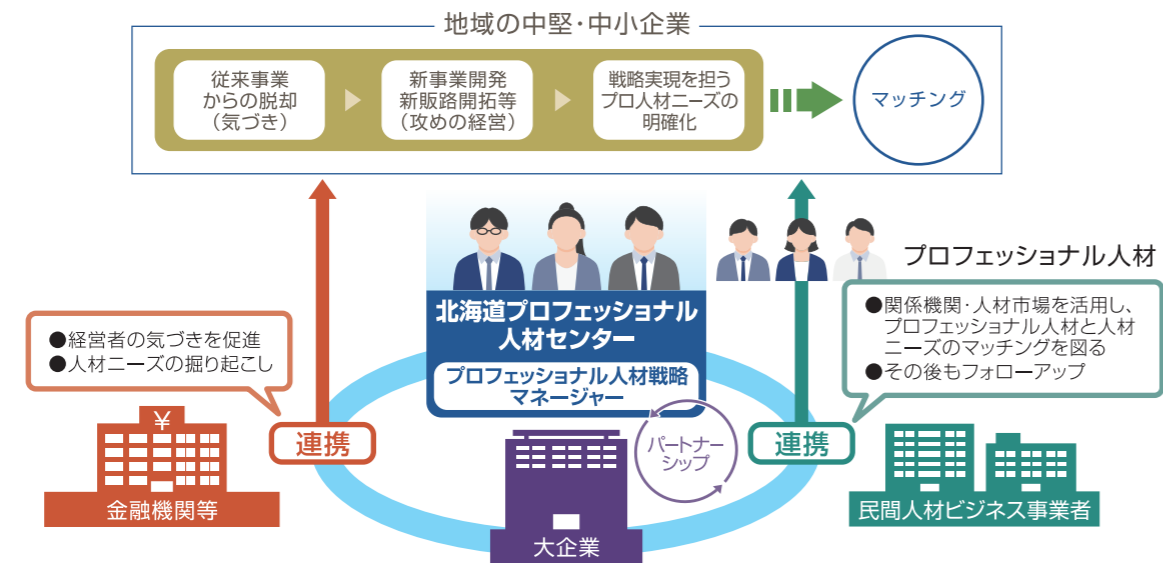 地域の中堅・中小企業
従来事業
からの脱却
（気づき）
新事業開発
新販路開拓等
（攻めの経営）
戦略実現を担う
プロ人材ニーズの
明確化
マッチング
北海道プロフェッショナル
人材センター
プロフェッショナル人材戦略
マネージャー
プロフェッショナル人材
●経営者の気づきを促進
●人材ニーズの掘り起こし
●関係機関・人材市場を活用し、
プロフェッショナル人材と人材
ニーズのマッチングを図る
●その後もフォローアップ
連携
パートナー
シップ
連携
¥
金融機関等
大企業
民間人材ビジネス事業者